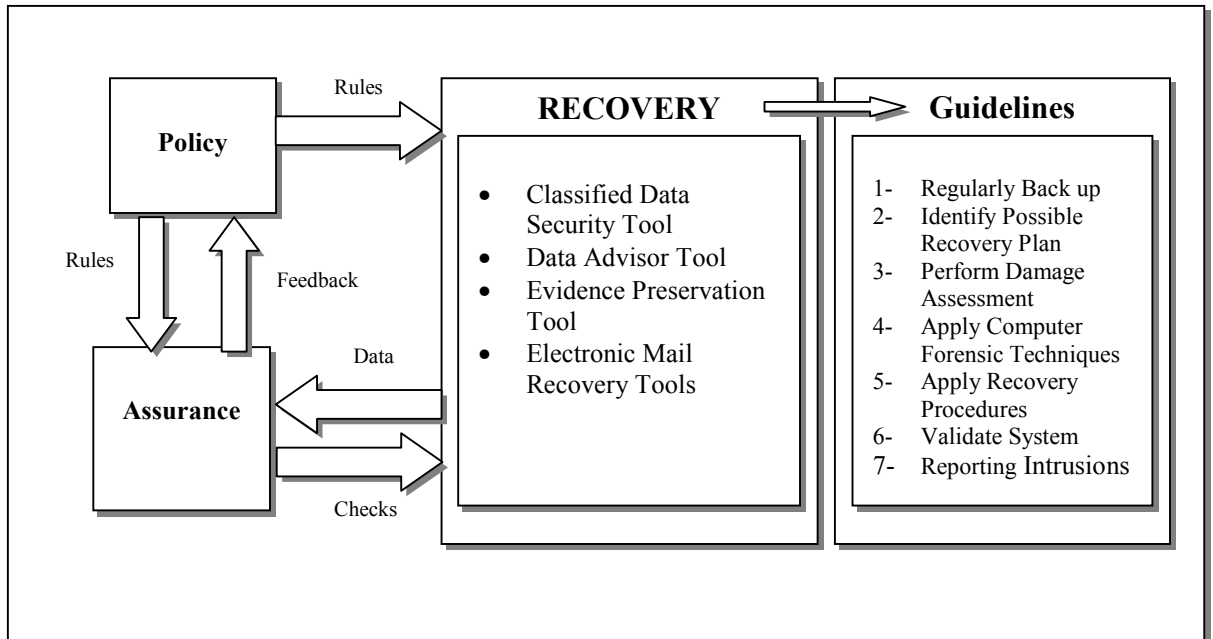 Rules
Policy
Rules
Feedback
Assurance
Data
Checks
RECOVERY
• Classified Data
Security Tool
• Data Advisor Tool
• Evidence Preservation
Tool
• Electronic Mail
Recovery Tools
Guidelines
1- Regularly Back up
2- Identify Possible
Recovery Plan
3- Perform Damage
Assessment
4- Apply Computer
Forensic Techniques
5- Apply Recovery
Procedures
6- Validate System
7- Reporting Intrusions